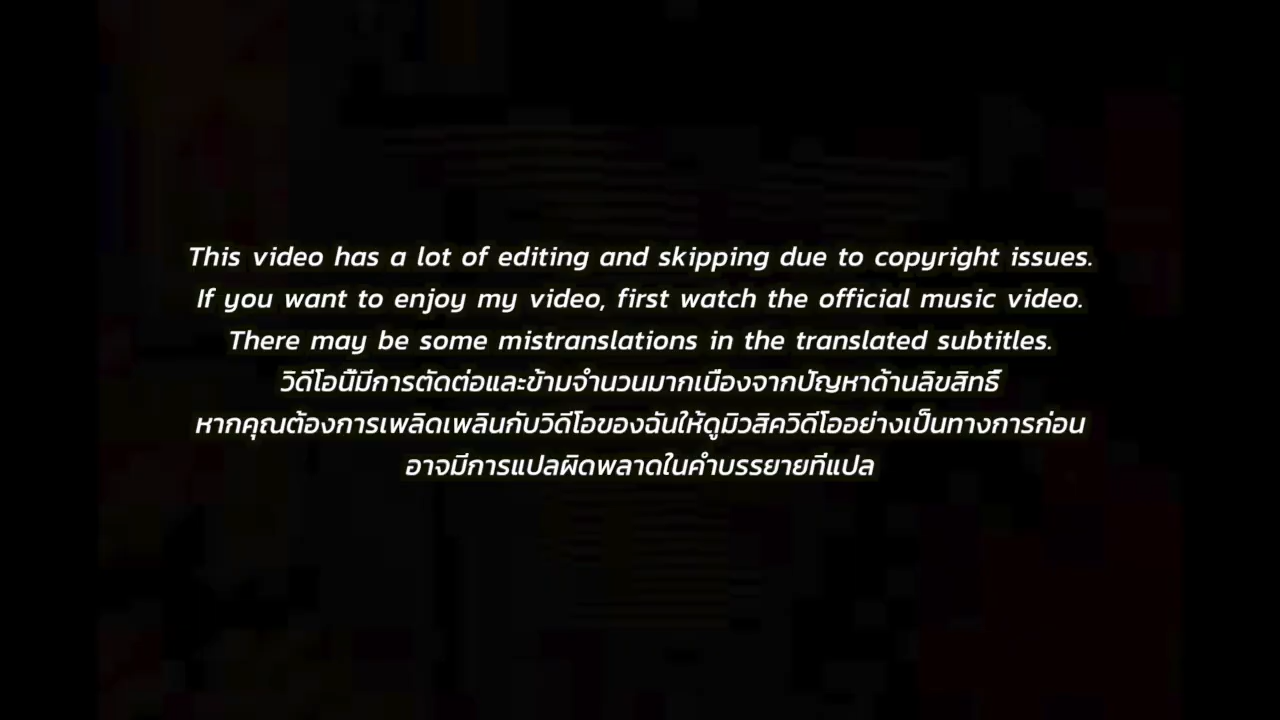 This video has a lot of editing and skipping due to copyright issues.
If you want to enjoy my video, first watch the official music video.
There may be some mistranslations in the translated subtitles.
วิดีโอนี้มีการตัดต่อและข้ามจำนวนมากเนื่องจากปัญหาด้านลิขสิทธิ์
หากคุณต้องการเพลิดเพลินกับวิดีโอของฉันให้ดูมิวสิควิดีโออย่างเป็นทางการก่อน
อาจมีการแปลผิดพลาดในคำบรรยายที่แปล